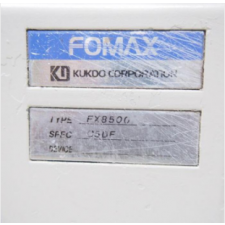 FOMAX
KD KUKDO CORPORATION
TYPE FX8500
SPEC